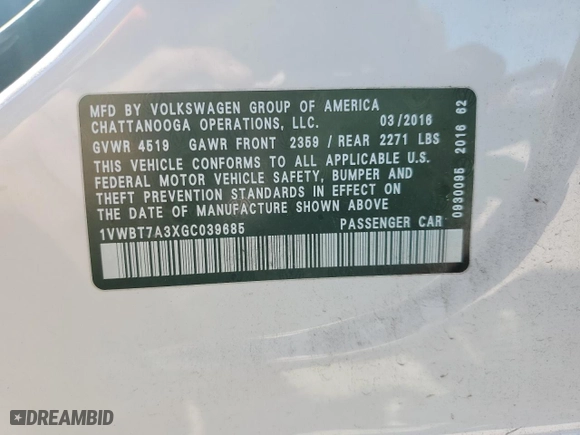 MFD BY VOLKSWAGEN GROUP OF AMERICA
CHATTANOOGA OPERATIONS, LLC. 03/2016
GVWR 4519 GAWR FRONT 2359 / REAR 2271 LBS
THIS VEHICLE CONFORMS TO ALL APPLICABLE U.S.
FEDERAL MOTOR VEHICLE SAFETY, BUMPER AND
THEFT PREVENTION STANDARDS IN EFFECT ON
THE DATE OF MANUFACTURE SHOWN ABOVE
1VWBT7A3XGC039685 PASSENGER CAR
0930095 2016 62
DREAMBID